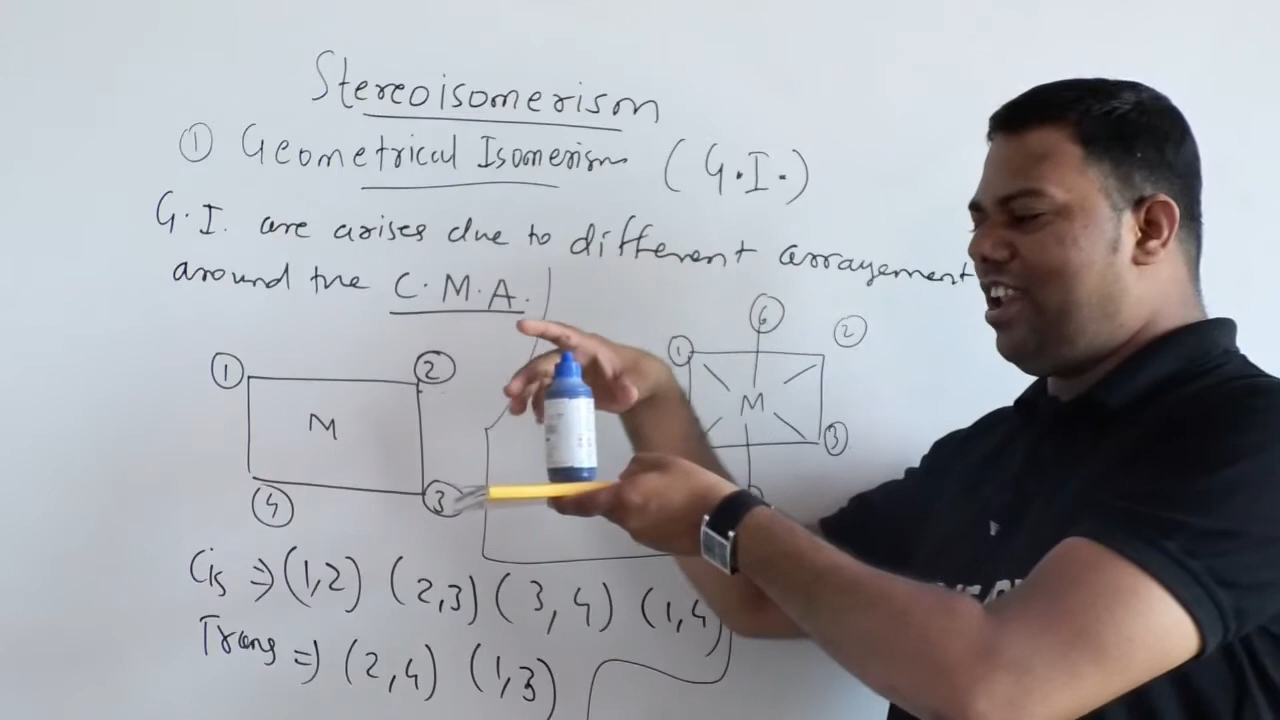 Stereoisomerism
① Geometrical Isomerism (G.I.)
G.I. are arises due to different arrayement
around the C.M.A.
① ② M ④ ③
⑥ ① ② M ③
Cis ⇒ (1,2) (2,3) (3,4) (1,4)
Trans ⇒ (2,4) (1,3)